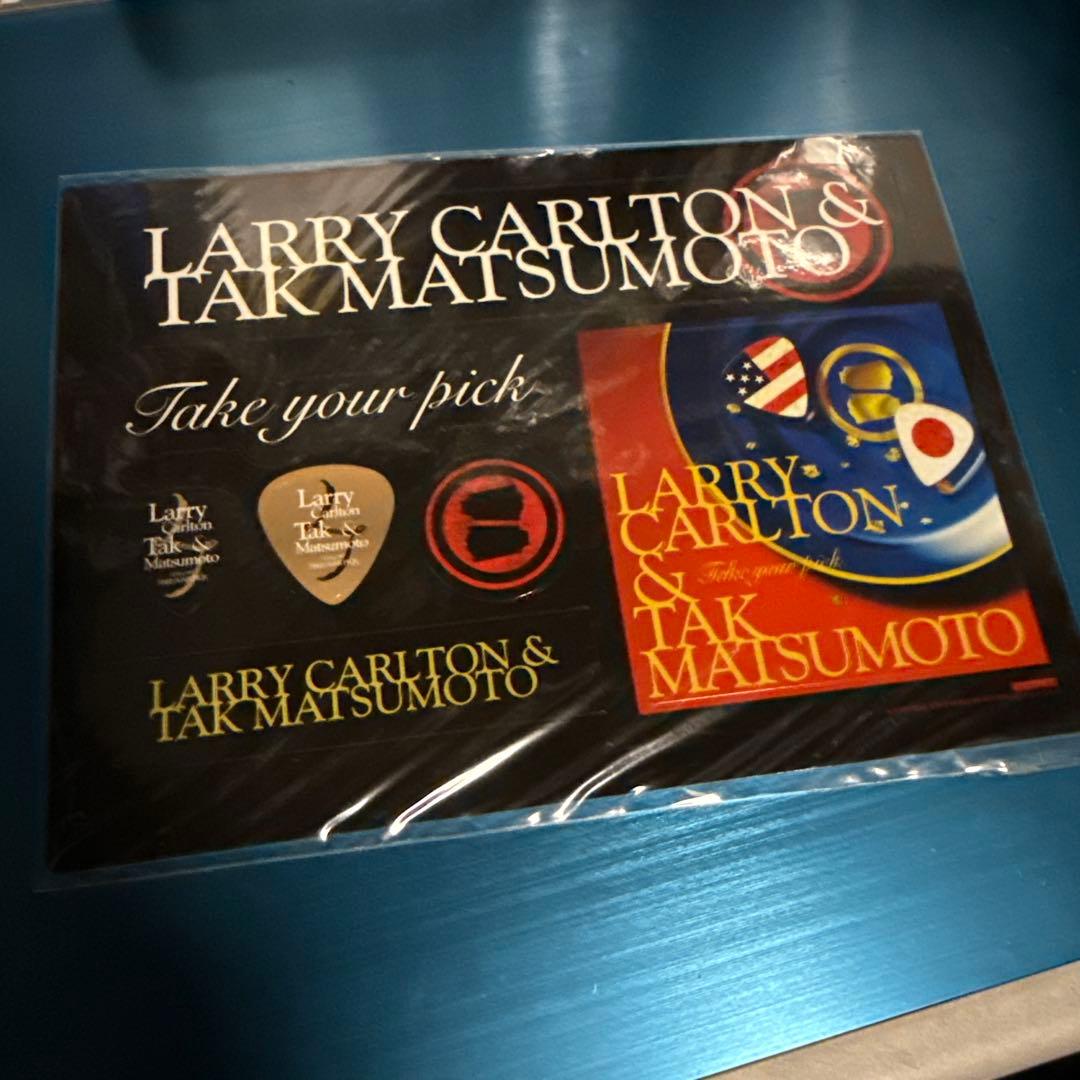 LARRY CARLTON &
TAK MATSUMOTO
Take your pick
Larry
Carlton
Tak &
Matsumoto
Larry
Carlton
Tak &
Matsumoto
LARRY CARLTON &
TAK MATSUMOTO
LARRY
CARLTON
Take your pick
&
TAK
MATSUMOTO